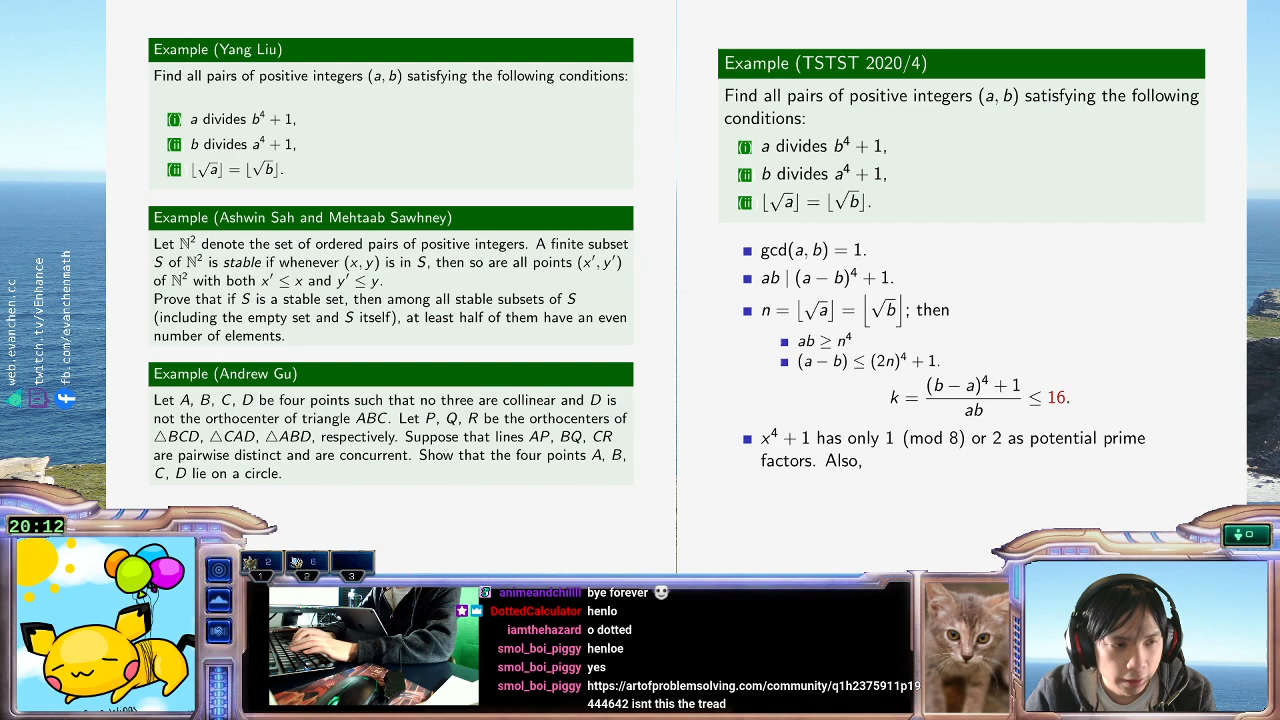 Example (Yang Liu)
Find all pairs of positive integers (a, b) satisfying the following conditions:
(i) a divides b⁴ + 1,
(ii) b divides a⁴ + 1,
⌊√a⌋ = ⌊√b⌋.
Example (Ashwin Sah and Mehtaab Sawhney)
Let ℕ² denote the set of ordered pairs of positive integers. A finite subset
S of ℕ² is stable if whenever (x, y) is in S, then so are all points (x′, y′)
of ℕ² with both x′ ≤ x and y′ ≤ y.
Prove that if S is a stable set, then among all stable subsets of S
(including the empty set and S itself), at least half of them have an even
number of elements.
Example (Andrew Gu)
Let A, B, C, D be four points such that no three are collinear and D is
not the orthocenter of triangle ABC. Let P, Q, R be the orthocenters of
△BCD, △CAD, △ABD, respectively. Suppose that lines AP, BQ, CR
are pairwise distinct and are concurrent. Show that the four points A, B,
C, D lie on a circle.
Example (TSTST 2020/4)
Find all pairs of positive integers (a, b) satisfying the following
conditions:
(i) a divides b⁴ + 1,
(ii) b divides a⁴ + 1,
⌊√a⌋ = ⌊√b⌋.
gcd(a, b) = 1.
ab | (a − b)⁴ + 1.
n = ⌊√a⌋ = ⌊√b⌋; then
ab ≥ n⁴
(a − b) ≤ (2n)⁴ + 1.
k = (b − a)⁴ + 1 / ab ≤ 16.
x⁴ + 1 has only 1 (mod 8) or 2 as potential prime
factors. Also,
web.evanchen.cc
twitch.tv/vEnhance
fb.com/evanchenmath
20:12
2
6
1
2
3
0
animeandchillll bye forever
DottedCalculator henlo
iamthehazard o dotted
smol_boi_piggy henloe
smol_boi_piggy yes
smol_boi_piggy https://artofproblemsolving.com/community/q1h2375911p19
444642 isnt this the tread